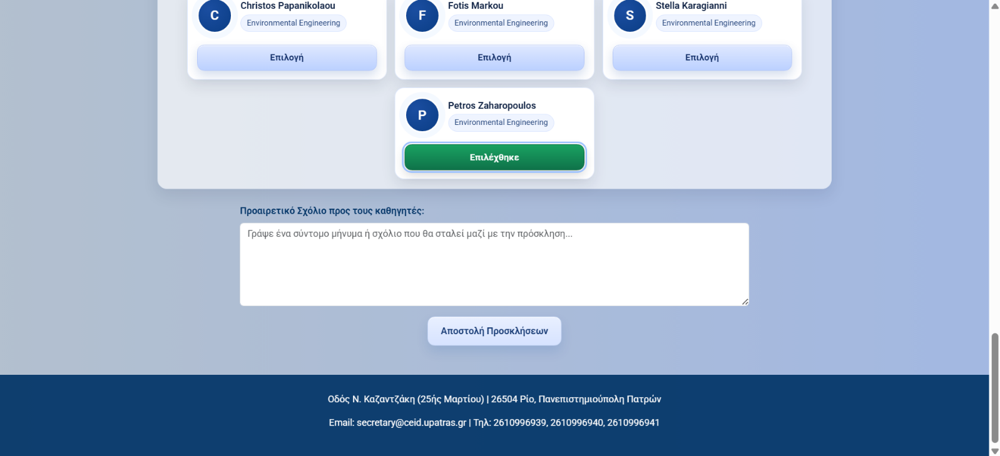 C
Christos Papanikolaou
Environmental Engineering
Επιλογή
F
Fotis Markou
Environmental Engineering
Επιλογή
S
Stella Karagianni
Environmental Engineering
Επιλογή
P
Petros Zaharopoulos
Environmental Engineering
Επιλέχθηκε
Προαιρετικό Σχόλιο προς τους καθηγητές:
Γράψε ένα σύντομο μήνυμα ή σχόλιο που θα σταλεί μαζί με την πρόσκληση...
Αποστολή Προσκλήσεων
Οδός Ν. Καζαντζάκη (25ής Μαρτίου) | 26504 Ρίο, Πανεπιστημιούπολη Πατρών
Email: secretary@ceid.upatras.gr | Τηλ: 2610996939, 2610996940, 2610996941